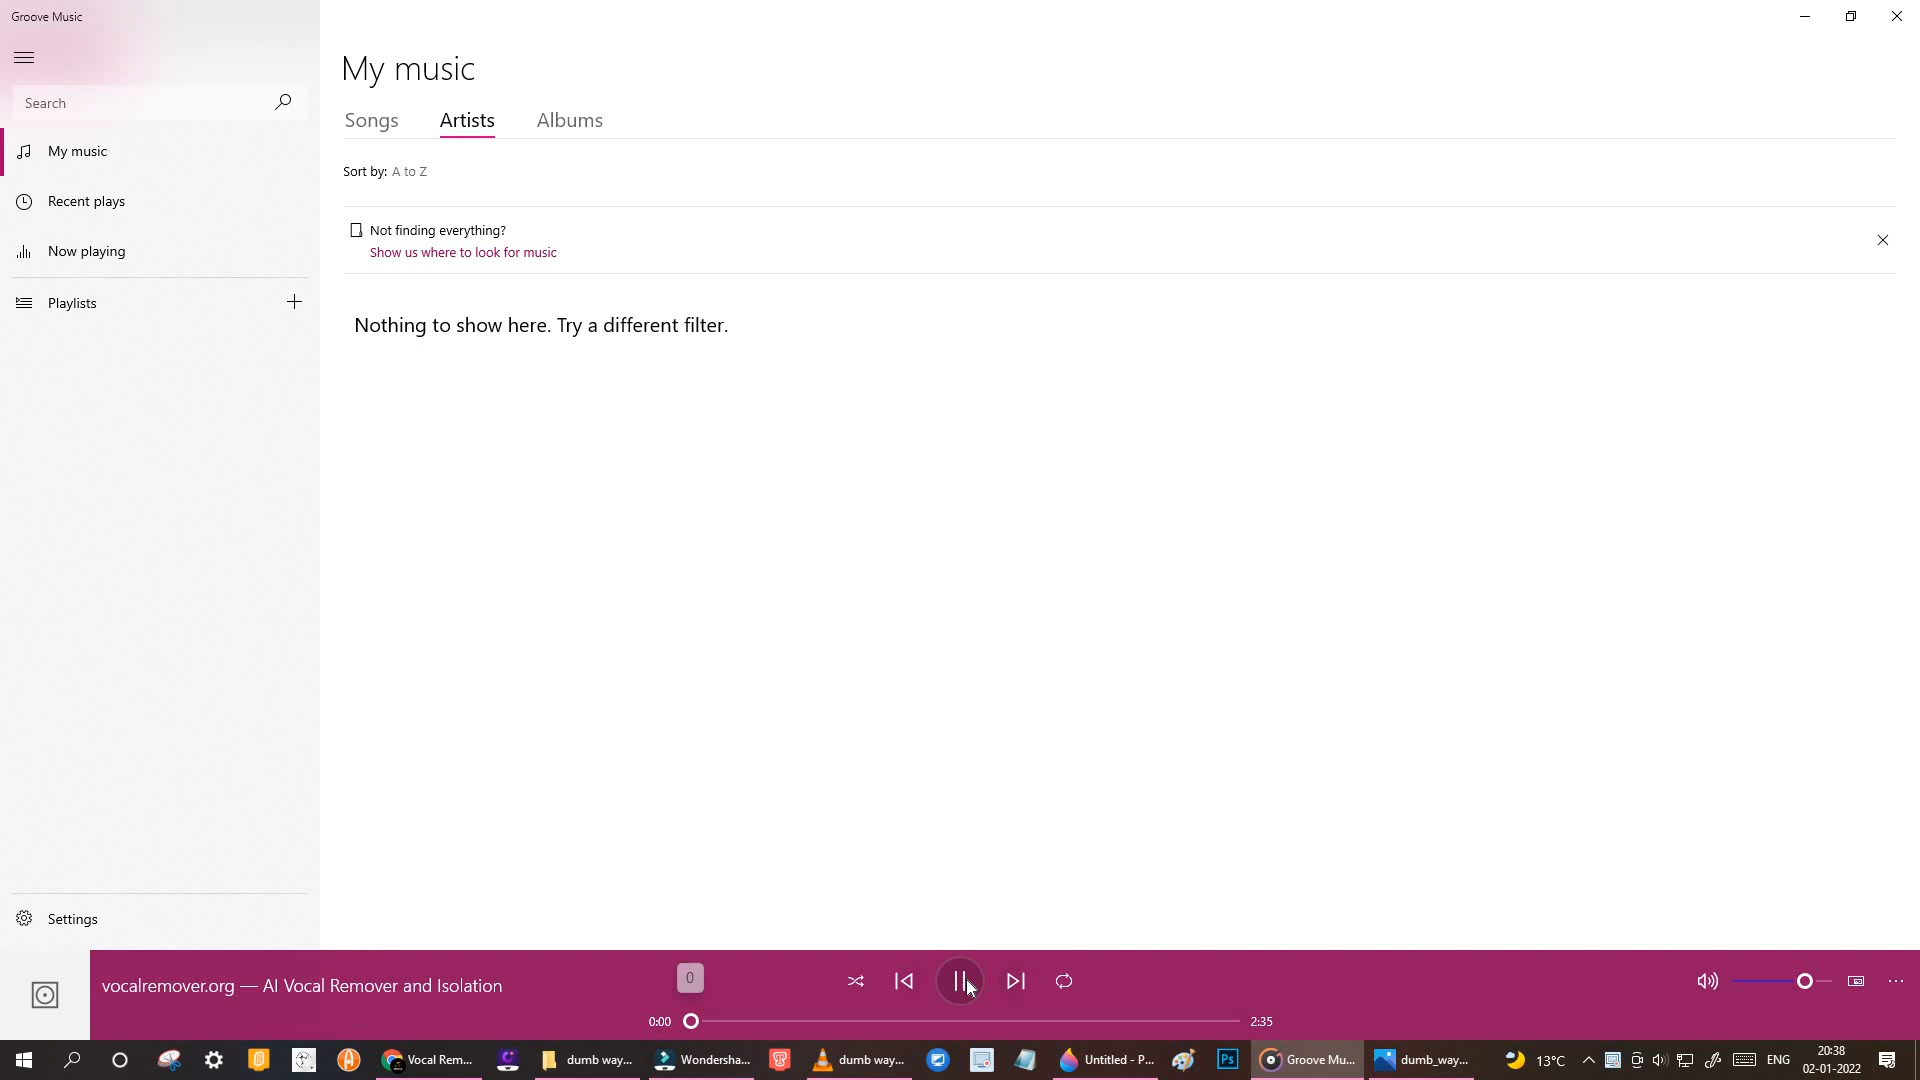 Groove Music
Search
My music
Recent plays
Now playing
Playlists
Settings
My music
Songs Artists Albums
Sort by: A to Z
Not finding everything?
Show us where to look for music
Nothing to show here. Try a different filter.
vocalremover.org — AI Vocal Remover and Isolation
0
0:00 2:35
Vocal Rem... dumb way... Wondersha... dumb way... Untitled - P... Ps Groove Mu... dumb_way... 13°C ENG 20:38
02-01-2022